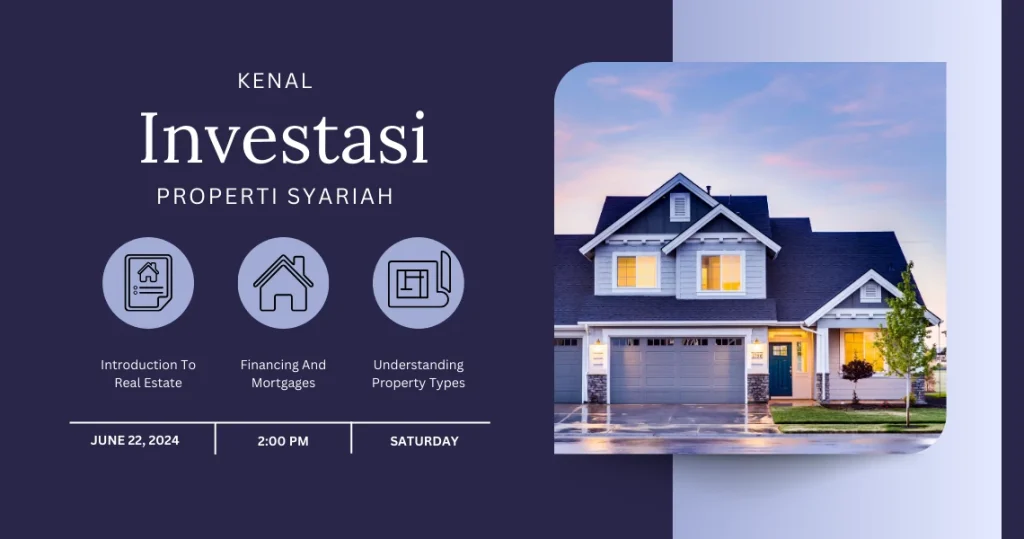 KENAL
Investasi
PROPERTI SYARIAH
Introduction To
Real Estate
Financing And
Mortgages
Understanding
Property Types
JUNE 22, 2024
2:00 PM
SATURDAY